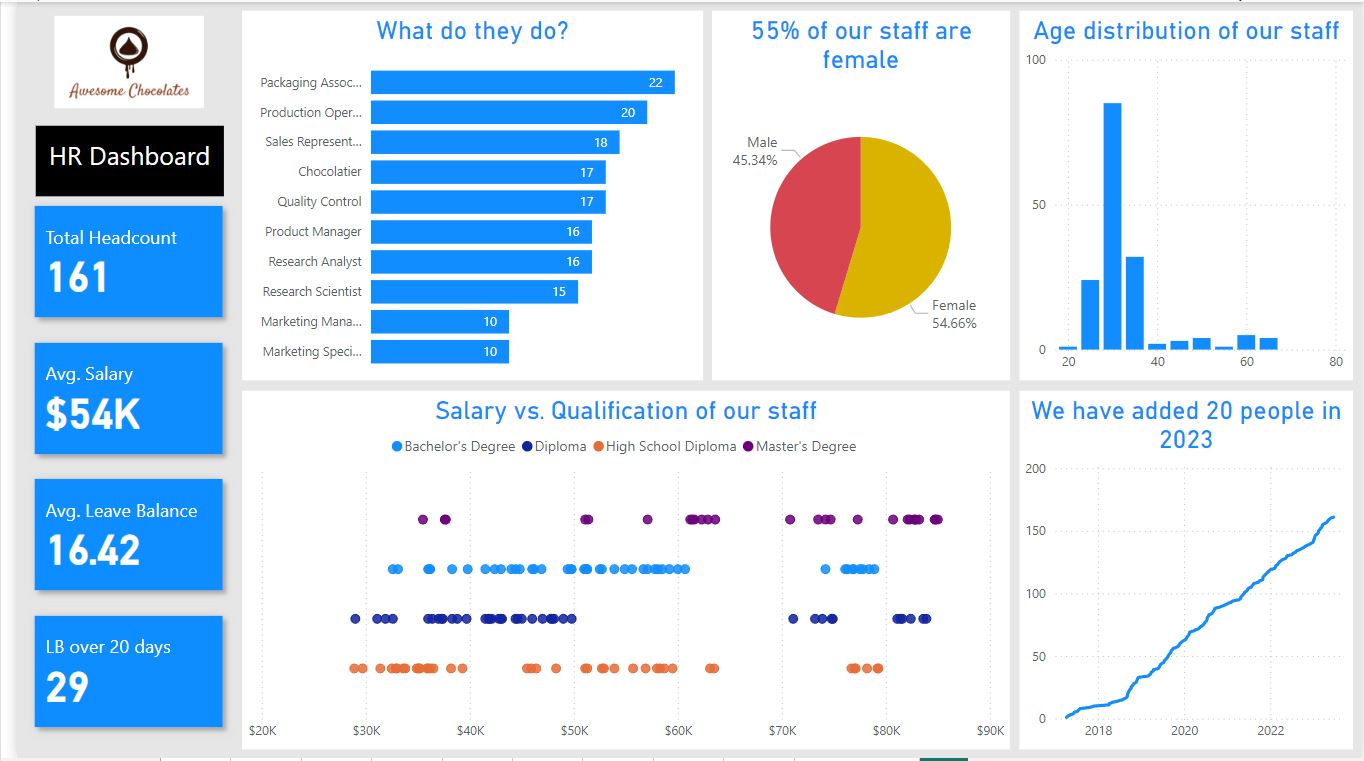 Awesome Chocolates
HR Dashboard
Total Headcount
161
Avg. Salary
$54K
Avg. Leave Balance
16.42
LB over 20 days
29
What do they do?
Packaging Assoc... 22
Production Oper... 20
Sales Represent... 18
Chocolatier 17
Quality Control 17
Product Manager 16
Research Analyst 16
Research Scientist 15
Marketing Mana... 10
Marketing Speci... 10
55% of our staff are
female
Male
45.34%
Female
54.66%
Age distribution of our staff
100
50
0
20 40 60 80
Salary vs. Qualification of our staff
Bachelor's Degree Diploma High School Diploma Master's Degree
$20K $30K $40K $50K $60K $70K $80K $90K
We have added 20 people in
2023
200
150
100
50
0
2018 2020 2022